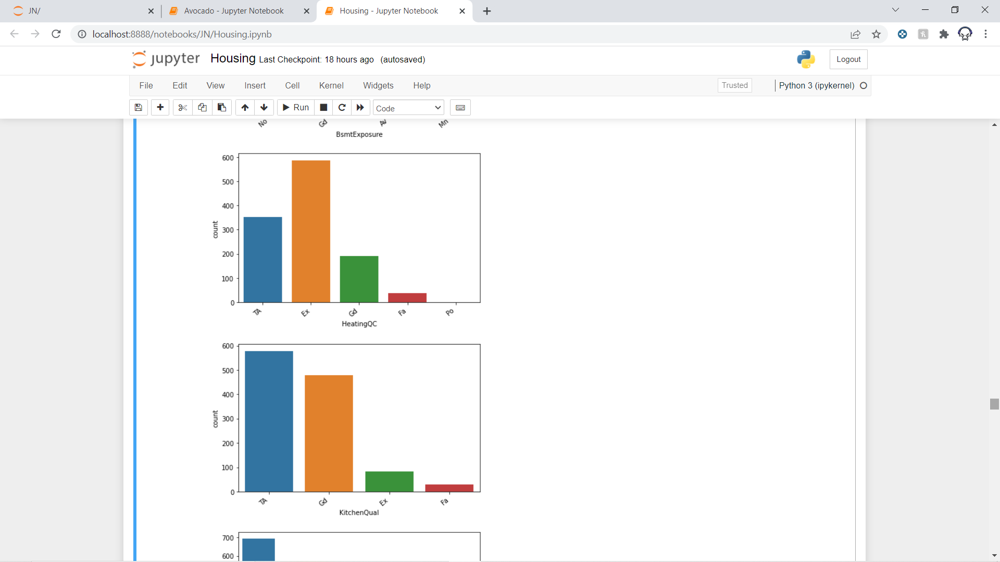 JN/
Avocado - Jupyter Notebook
Housing - Jupyter Notebook
localhost:8888/notebooks/JN/Housing.ipynb
jupyter Housing Last Checkpoint: 18 hours ago (autosaved)
Logout
File Edit View Insert Cell Kernel Widgets Help
Trusted Python 3 (ipykernel)
Run Code
No Gd Av Mn
BsmtExposure
600
500
400
300
200
100
0
count
TA Ex Gd Fa Po
HeatingQC
600
500
400
300
200
100
0
count
TA Gd Ex Fa
KitchenQual
700
600